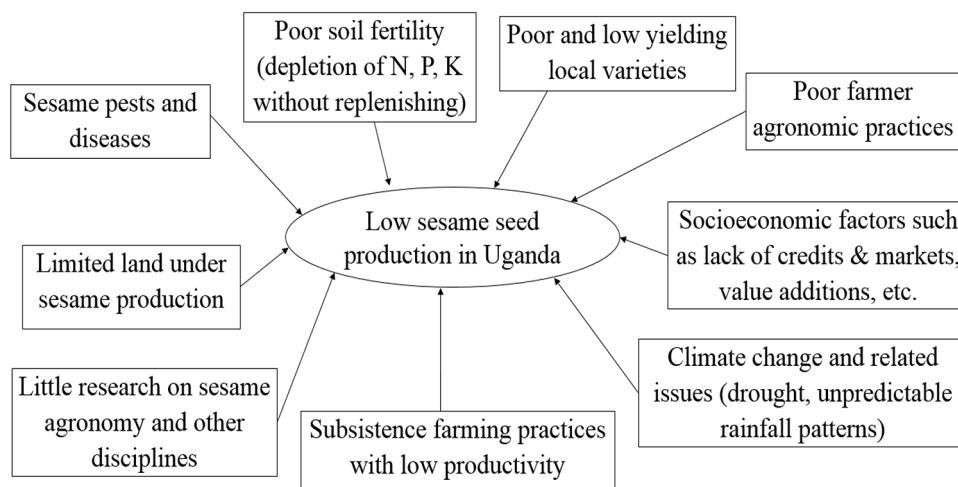 Poor soil fertility
(depletion of N, P, K
without replenishing)
Poor and low yielding
local varieties
Sesame pests and
diseases
Poor farmer
agronomic practices
Low sesame seed
production in Uganda
Socioeconomic factors such
as lack of credits & markets,
value additions, etc.
Limited land under
sesame production
Climate change and related
issues (drought, unpredictable
rainfall patterns)
Little research on sesame
agronomy and other
disciplines
Subsistence farming practices
with low productivity